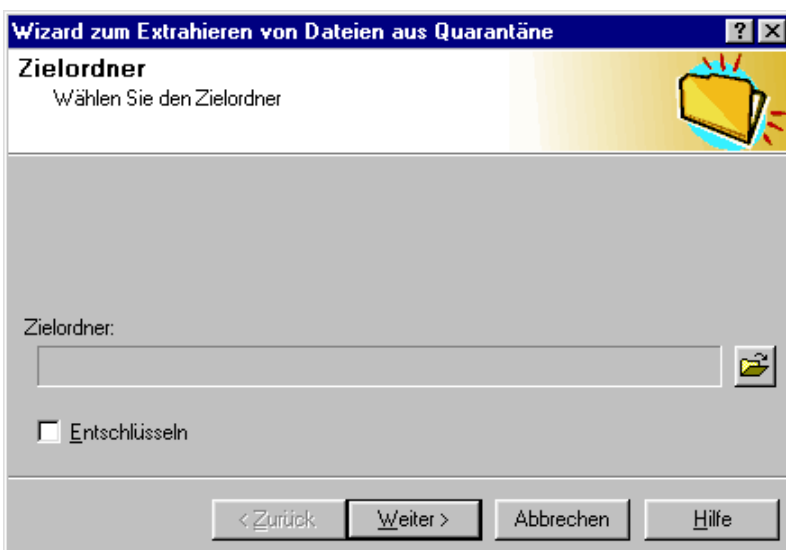 Wizard zum Extrahieren von Dateien aus Quarantäne
Zielordner
Wählen Sie den Zielordner
Zielordner:
Entschlüsseln
< Zurück Weiter > Abbrechen Hilfe